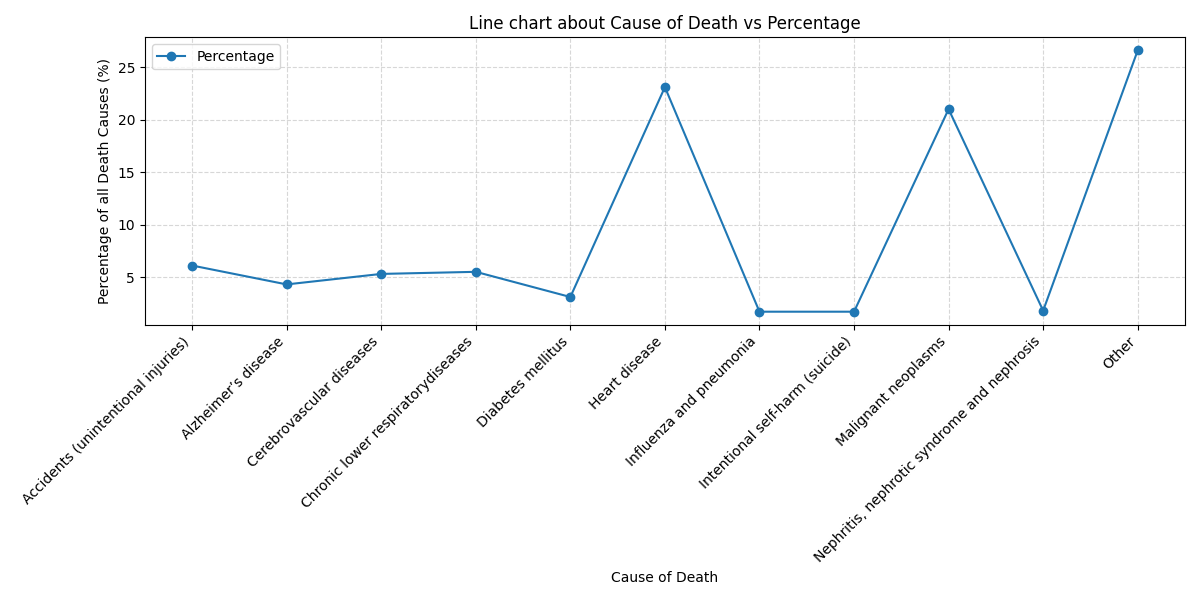 Line chart about Cause of Death vs Percentage
Percentage
Percentage of all Death Causes (%)
25
20
15
10
5
Accidents (unintentional injuries)
Alzheimer’s disease
Cerebrovascular diseases
Chronic lower respiratorydiseases
Diabetes mellitus
Heart disease
Influenza and pneumonia
Intentional self-harm (suicide)
Malignant neoplasms
Nephritis, nephrotic syndrome and nephrosis
Other
Cause of Death